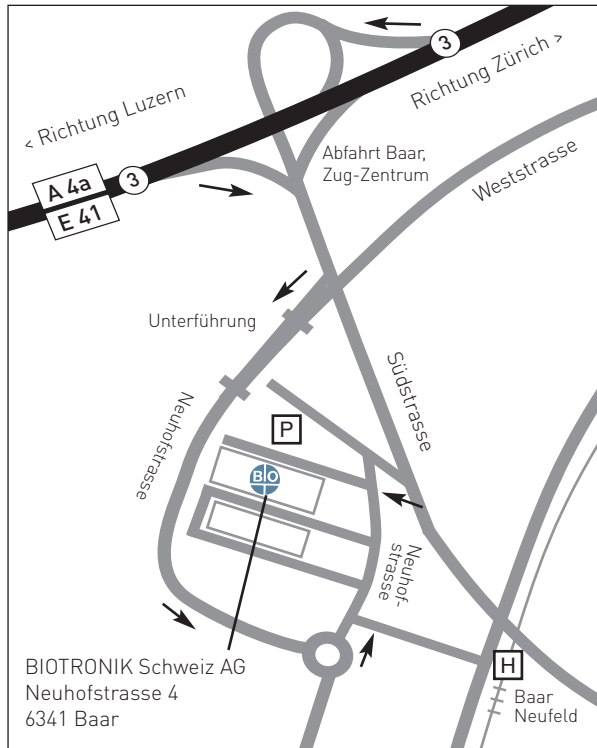 3
Richtung Zürich >
< Richtung Luzern
Abfahrt Baar,
Zug-Zentrum
Weststrasse
A 4a
3
E 41
Unterführung
Südstrasse
Neuhofstrasse
P
BIO
Neuhof-
strasse
BIOTRONIK Schweiz AG
Neuhofstrasse 4
6341 Baar
H
Baar
Neufeld